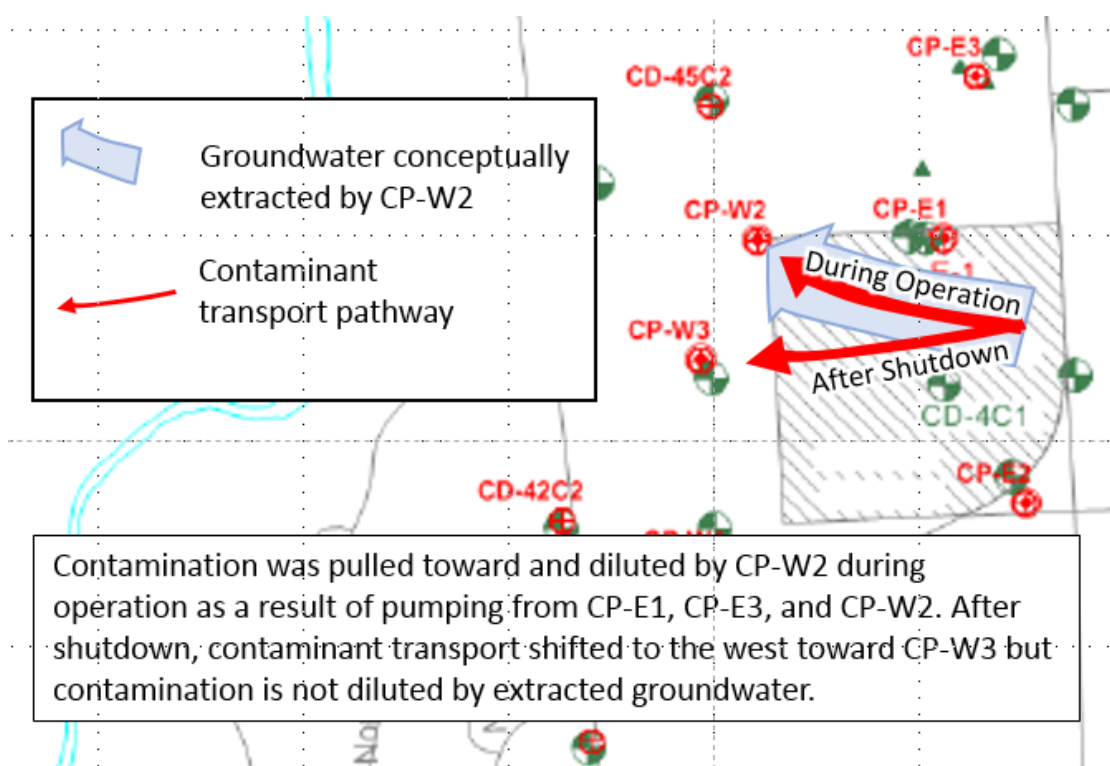 CP-E3
CD-45C2
Groundwater conceptually
extracted by CP-W2
CP-W2
CP-E1
During Operation
Contaminant
transport pathway
CP-W3
After Shutdown
CD-4C1
CP-E2
CD-42C2
Contamination was pulled toward and diluted by CP-W2 during
operation as a result of pumping from CP-E1, CP-E3, and CP-W2. After
shutdown, contaminant transport shifted to the west toward CP-W3 but
contamination is not diluted by extracted groundwater.